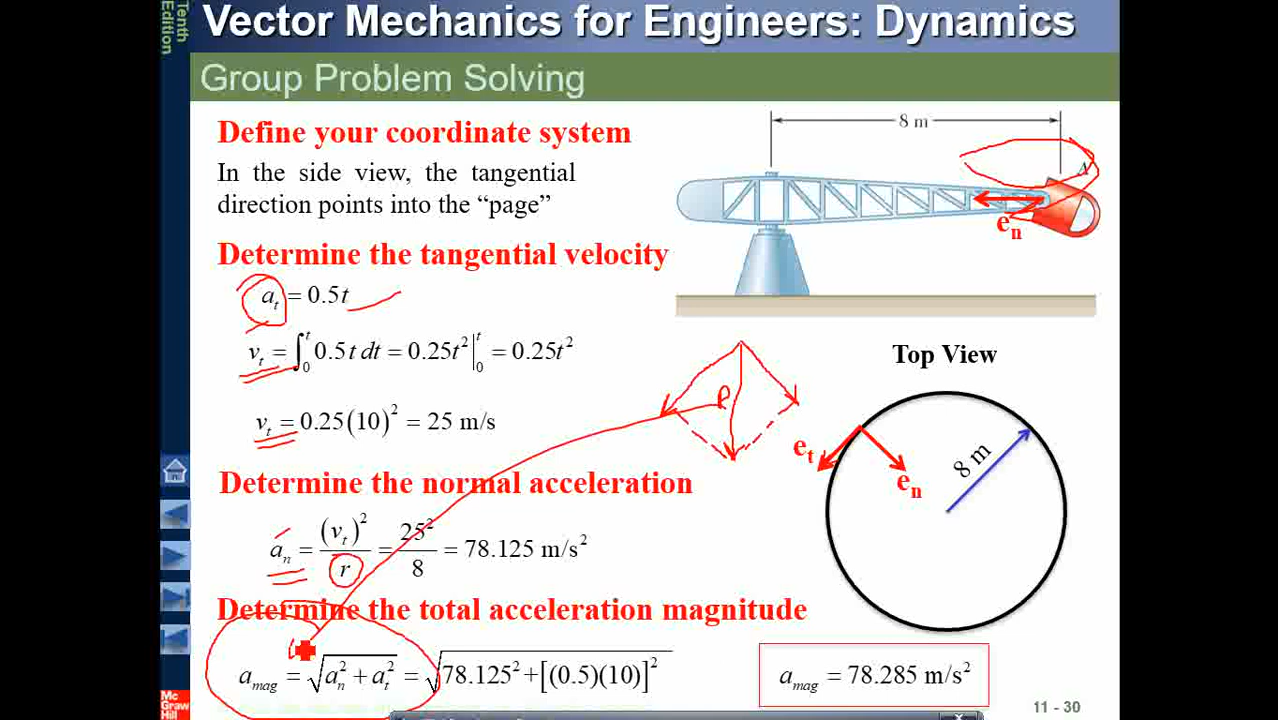 Tenth
Edition
Vector Mechanics for Engineers: Dynamics
Group Problem Solving
Define your coordinate system
In the side view, the tangential
direction points into the “page”
Determine the tangential velocity
a_t = 0.5t
v_t = ∫_0^t 0.5t dt = 0.25t^2 |_0^t = 0.25t^2
v_t = 0.25(10)^2 = 25 m/s
Determine the normal acceleration
a_n = (v_t)^2 / r = 25^2 / 8 = 78.125 m/s^2
Determine the total acceleration magnitude
a_mag = √(a_n^2 + a_t^2) = √(78.125^2 + [(0.5)(10)]^2)
a_mag = 78.285 m/s^2
8 m
e_n
Top View
e_t
e_n
8 m
Mc
Graw
Hill
11 - 30